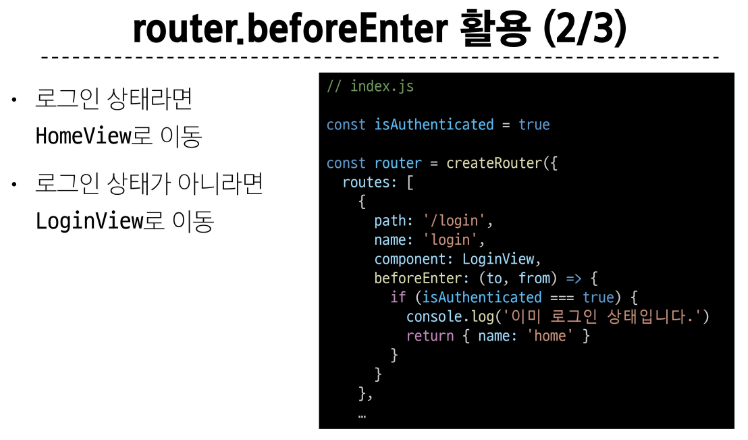 router.beforeEnter 활용 (2/3)
• 로그인 상태라면
HomeView로 이동
• 로그인 상태가 아니라면
LoginView로 이동
// index.js
const isAuthenticated = true
const router = createRouter({
  routes: [
    {
      path: '/login',
      name: 'login',
      component: LoginView,
      beforeEnter: (to, from) => {
        if (isAuthenticated === true) {
          console.log('이미 로그인 상태입니다.')
          return { name: 'home' }
        }
      }
    },
    …